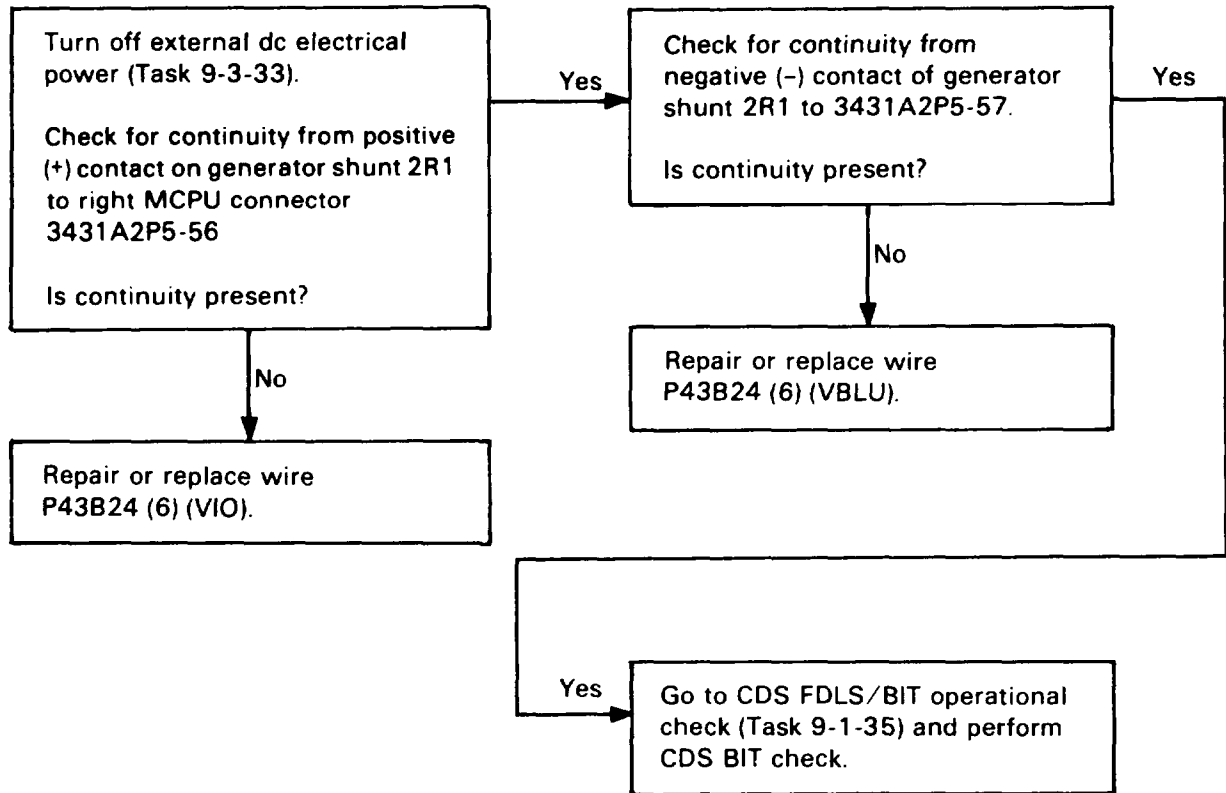 Turn off external dc electrical
power (Task 9-3-33).
Check for continuity from positive
(+) contact on generator shunt 2R1
to right MCPU connector
3431A2P5-56
Is continuity present?
Yes
No
Repair or replace wire
P43B24 (6) (VIO).
Check for continuity from
negative (–) contact of generator
shunt 2R1 to 3431A2P5-57.
Is continuity present?
Yes
No
Repair or replace wire
P43B24 (6) (VBLU).
Yes
Go to CDS FDLS/BIT operational
check (Task 9-1-35) and perform
CDS BIT check.